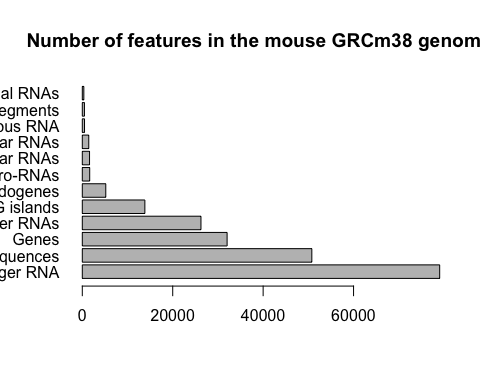 Number of features in the mouse GRCm38 genom
al RNAs
egments
ous RNA
ar RNAs
ar RNAs
ro-RNAs
dogenes
G islands
er RNAs
Genes
quences
ger RNA
0 20000 40000 60000